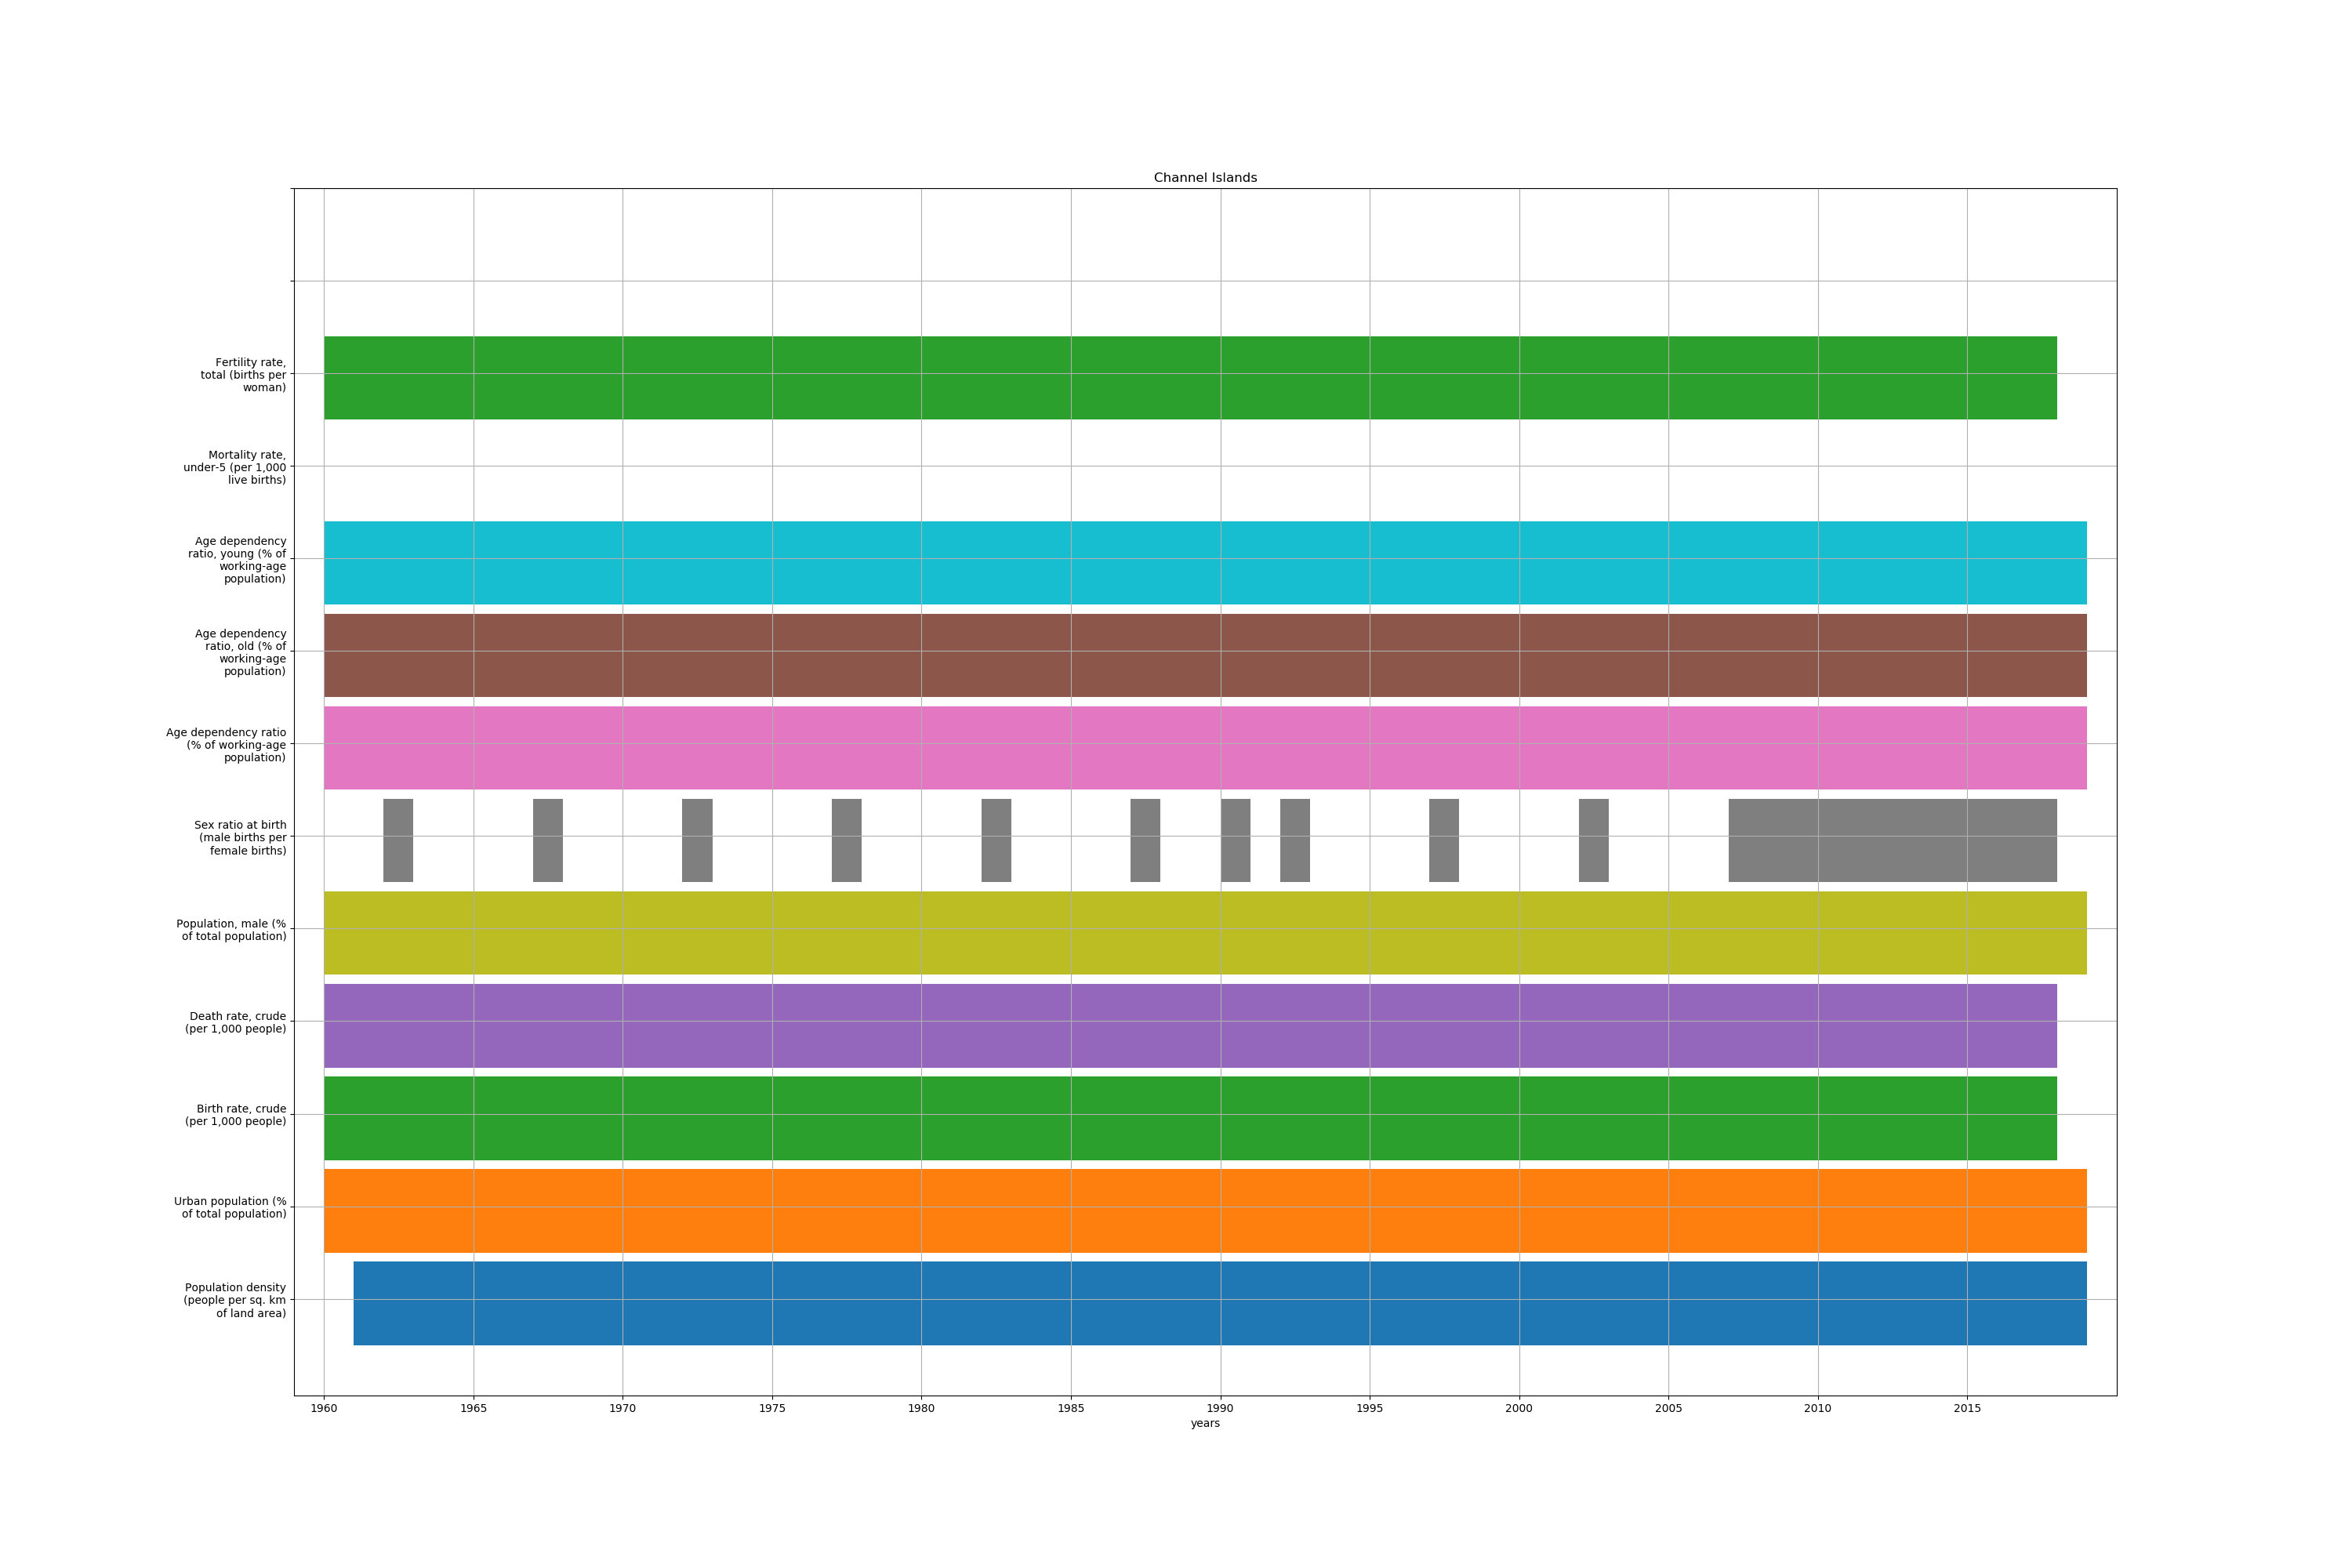 Channel Islands
Fertility rate,
total (births per
woman)
Mortality rate,
under-5 (per 1,000
live births)
Age dependency
ratio, young (% of
working-age
population)
Age dependency
ratio, old (% of
working-age
population)
Age dependency ratio
(% of working-age
population)
Sex ratio at birth
(male births per
female births)
Population, male (%
of total population)
Death rate, crude
(per 1,000 people)
Birth rate, crude
(per 1,000 people)
Urban population (%
of total population)
Population density
(people per sq. km
of land area)
1960 1965 1970 1975 1980 1985 1990 1995 2000 2005 2010 2015
years